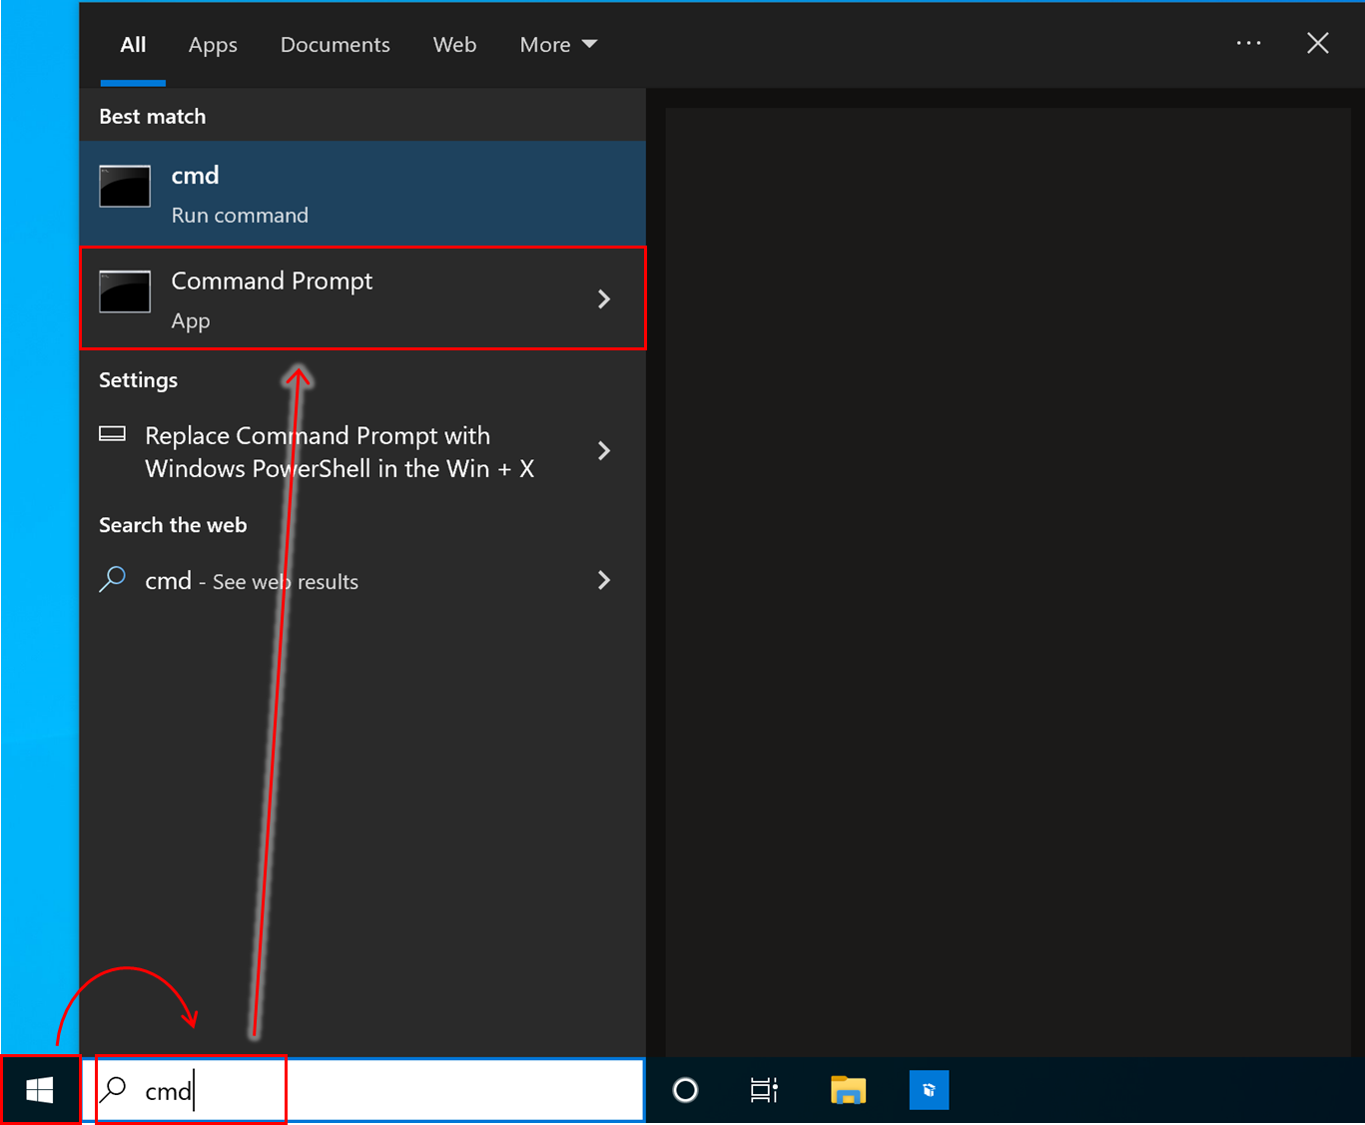 All Apps Documents Web More
Best match
cmd
Run command
Command Prompt
App
Settings
Replace Command Prompt with
Windows PowerShell in the Win + X
Search the web
cmd - See web results
cmd